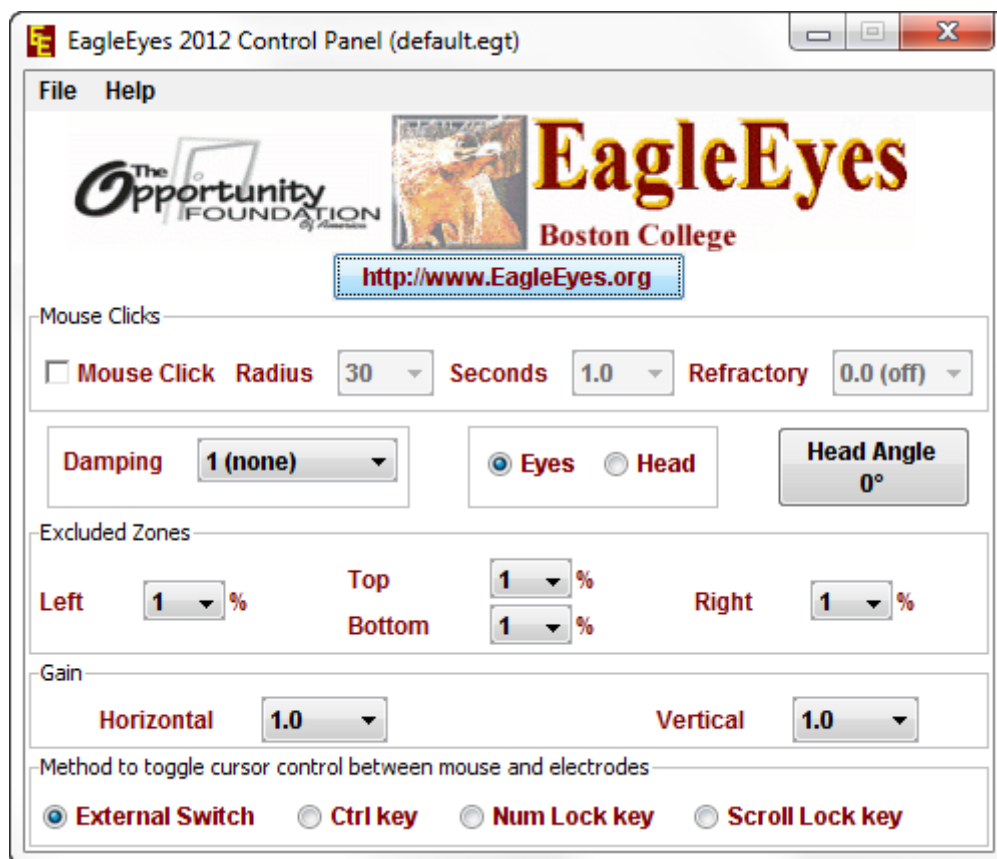 EE EagleEyes 2012 Control Panel (default.egt)
File Help
The
Opportunity
FOUNDATION
Of America
EagleEyes
Boston College
http://www.EagleEyes.org
Mouse Clicks
Mouse Click Radius 30 Seconds 1.0 Refractory 0.0 (off)
Damping 1 (none) Eyes Head Head Angle
0°
Excluded Zones
Left 1 % Top 1 % Right 1 %
Bottom 1 %
Gain
Horizontal 1.0 Vertical 1.0
Method to toggle cursor control between mouse and electrodes
External Switch Ctrl key Num Lock key Scroll Lock key